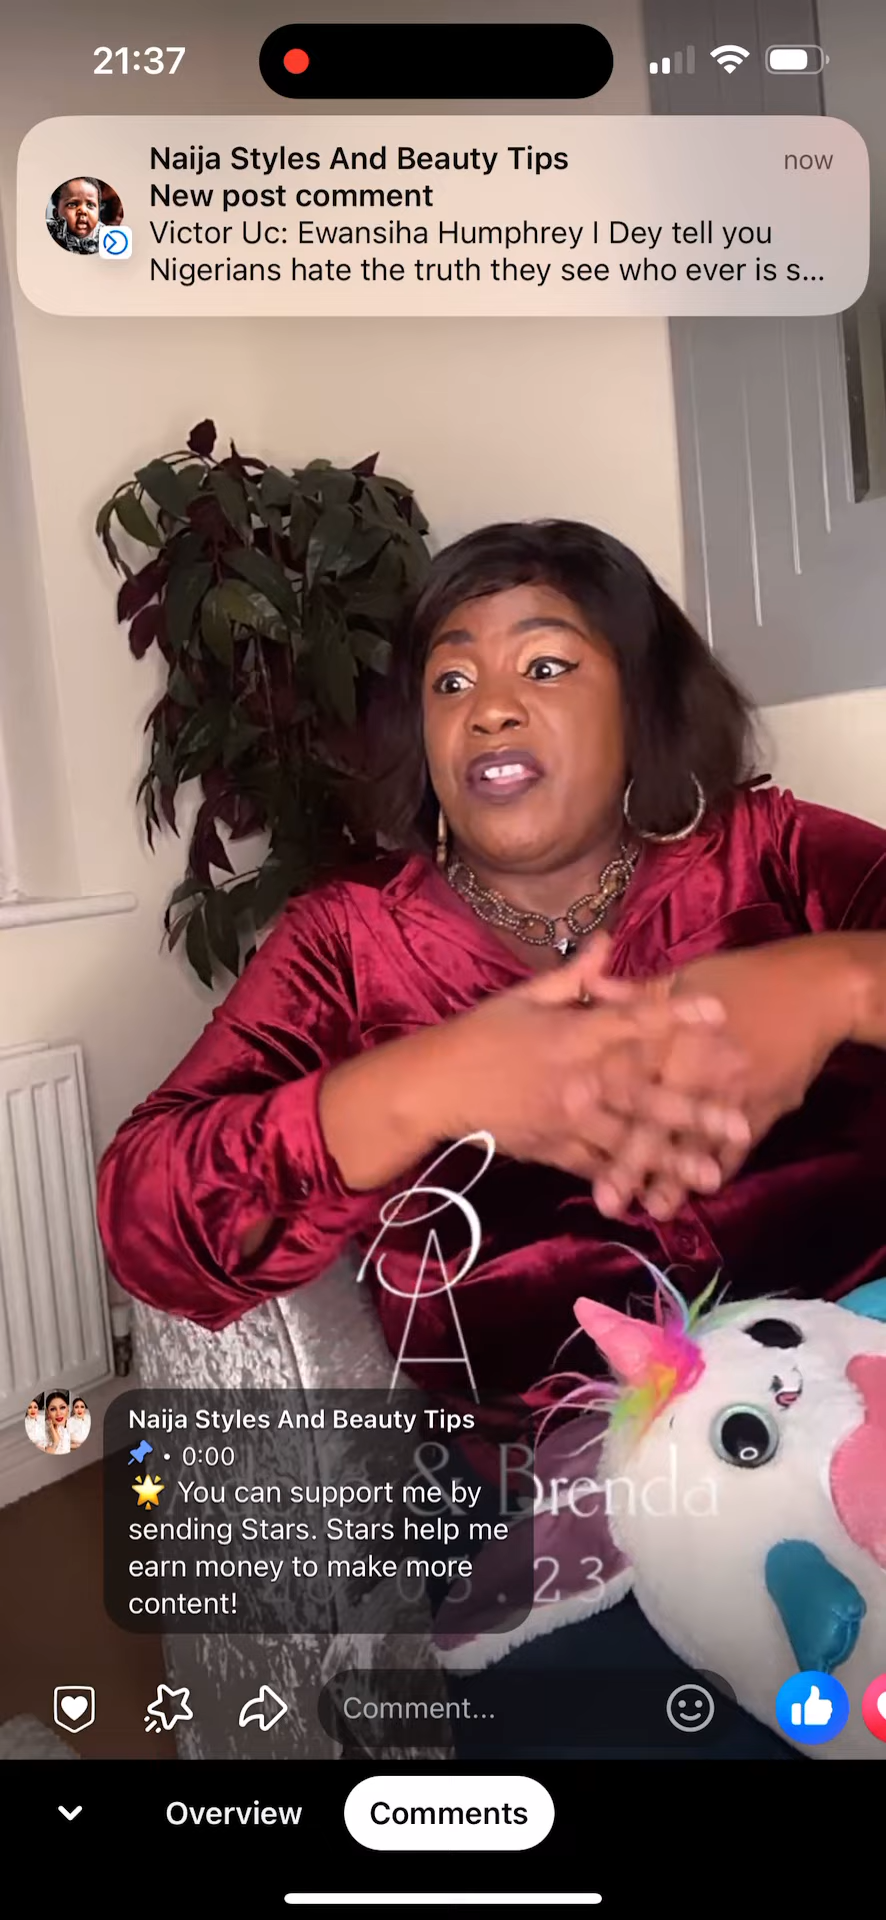 21:37
Naija Styles And Beauty Tips now
New post comment
Victor Uc: Ewansiha Humphrey I Dey tell you
Nigerians hate the truth they see who ever is s...
B
A
& Brenda
23
Naija Styles And Beauty Tips
• 0:00
You can support me by
sending Stars. Stars help me
earn money to make more
content!
Comment...
Overview
Comments